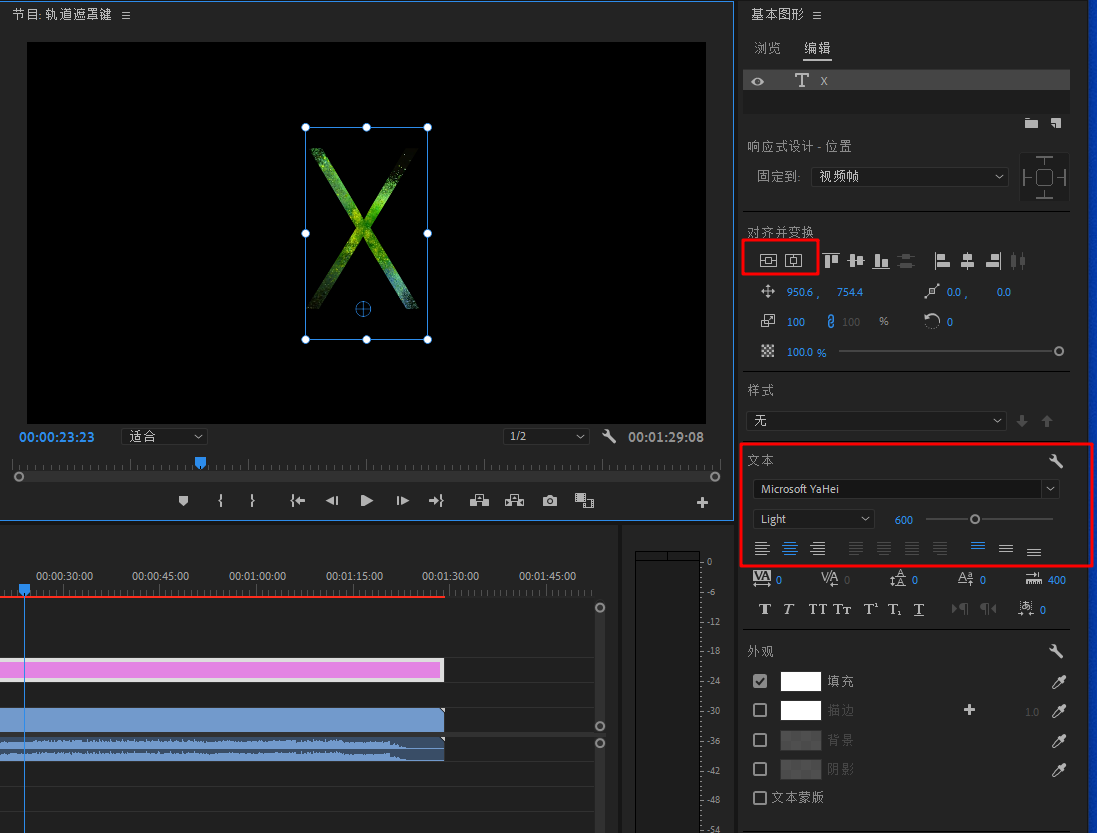 节目: 轨道遮罩键
00:00:23:23
适合
1/2
00:01:29:08
00:00:30:00
00:00:45:00
00:01:00:00
00:01:15:00
00:01:30:00
00:01:45:00
0
-6
-12
-18
-24
-30
-36
-42
-48
-54
基本图形
浏览 编辑
T X
响应式设计 - 位置
固定到: 视频帧
对齐并变换
950.6 , 754.4 0.0 , 0.0
100 100 % 0
100.0 %
样式
无
文本
Microsoft YaHei
Light 600
VA 0 V/A 0 A 0 Aa 0 400
T T TT Tt T¹ T₁ T 0
外观
填充
描边 1.0
背景
阴影
文本蒙版